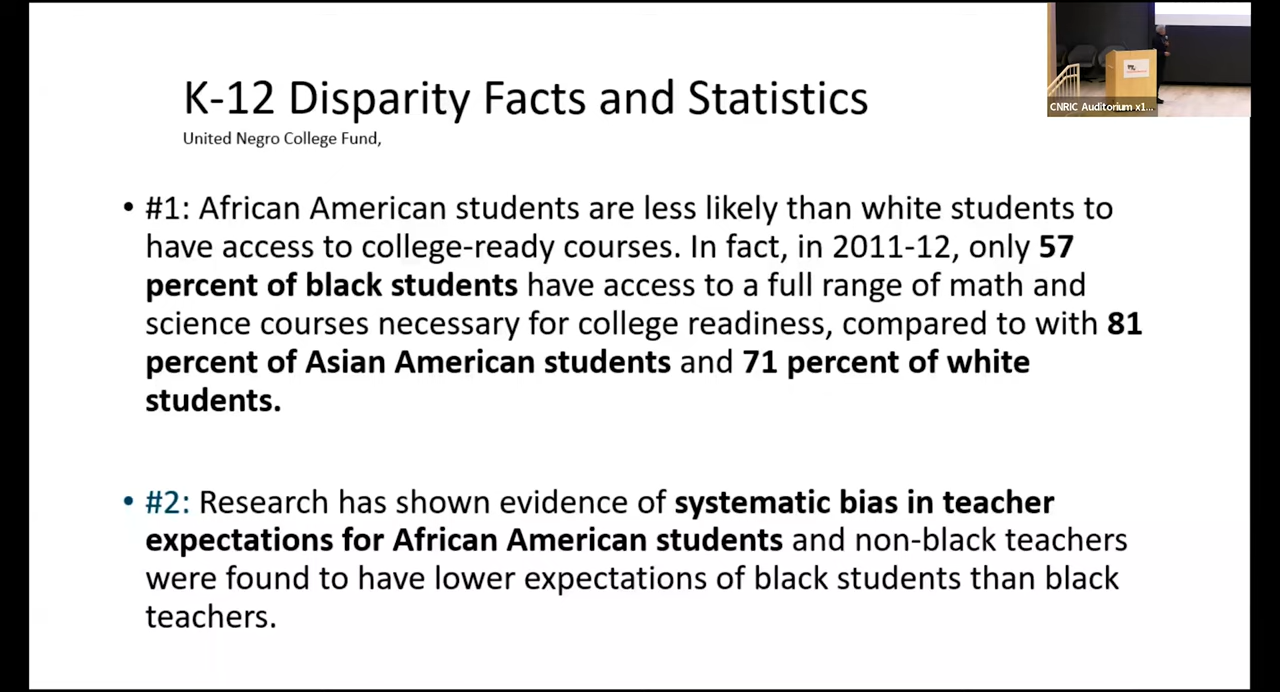 K-12 Disparity Facts and Statistics
United Negro College Fund,
CNRIC Auditorium x1...
• #1: African American students are less likely than white students to
have access to college-ready courses. In fact, in 2011-12, only 57
percent of black students have access to a full range of math and
science courses necessary for college readiness, compared to with 81
percent of Asian American students and 71 percent of white
students.
• #2: Research has shown evidence of systematic bias in teacher
expectations for African American students and non-black teachers
were found to have lower expectations of black students than black
teachers.